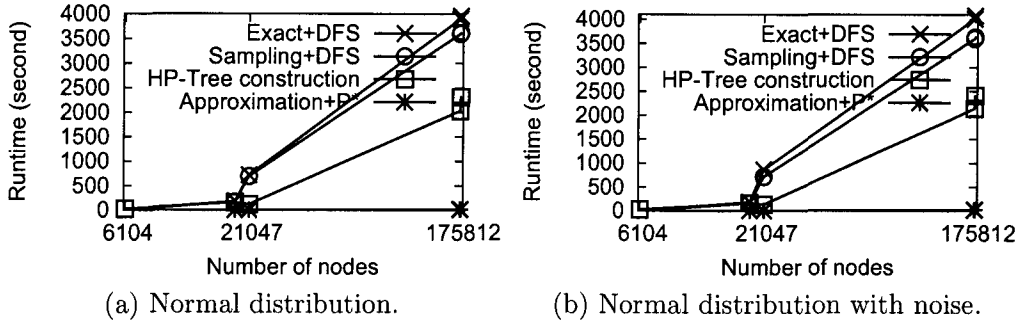 4000
3500
3000
2500
2000
1500
1000
500
0
Runtime (second)
Exact+DFS
Sampling+DFS
HP-Tree construction
Approximation+P*
6104
21047
175812
Number of nodes
(a) Normal distribution.
4000
3500
3000
2500
2000
1500
1000
500
0
Runtime (second)
Exact+DFS
Sampling+DFS
HP-Tree construction
Approximation+P*
6104
21047
175812
Number of nodes
(b) Normal distribution with noise.